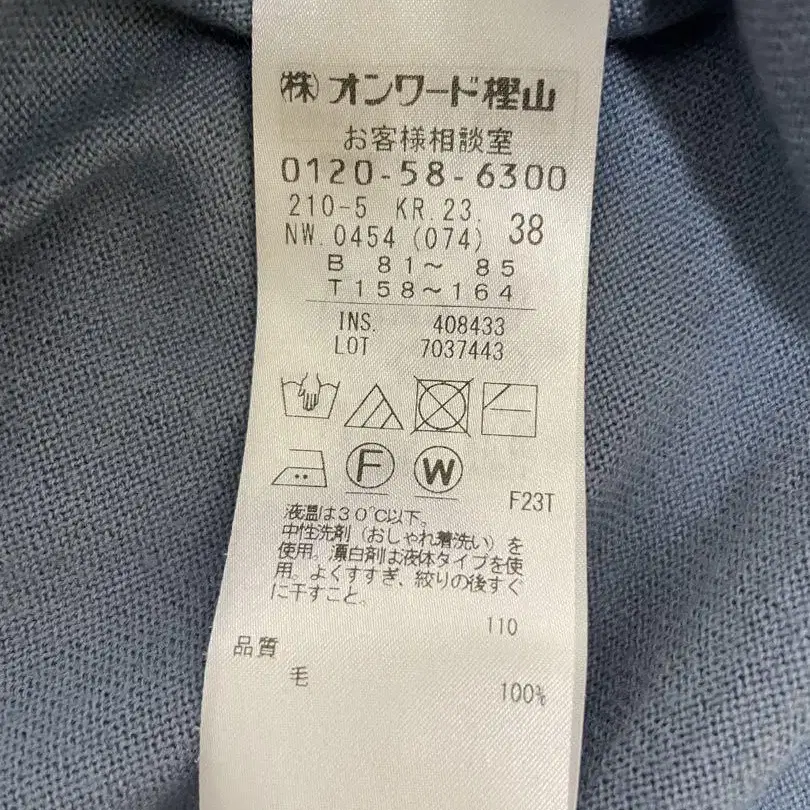 (株)オンワード樫山
お客様相談室
0120-58-6300
210-5 KR.23. 38
NW.0454(074)
B 81～ 85
T158～164
INS. 408433
LOT 7037443
F W
F23T
液温は30℃以下。
中性洗剤（おしゃれ着洗い）を
使用。漂白剤は液体タイプを使
用。よくすすぎ、絞りの後すぐ
に干すこと。
110
品質
毛 100%